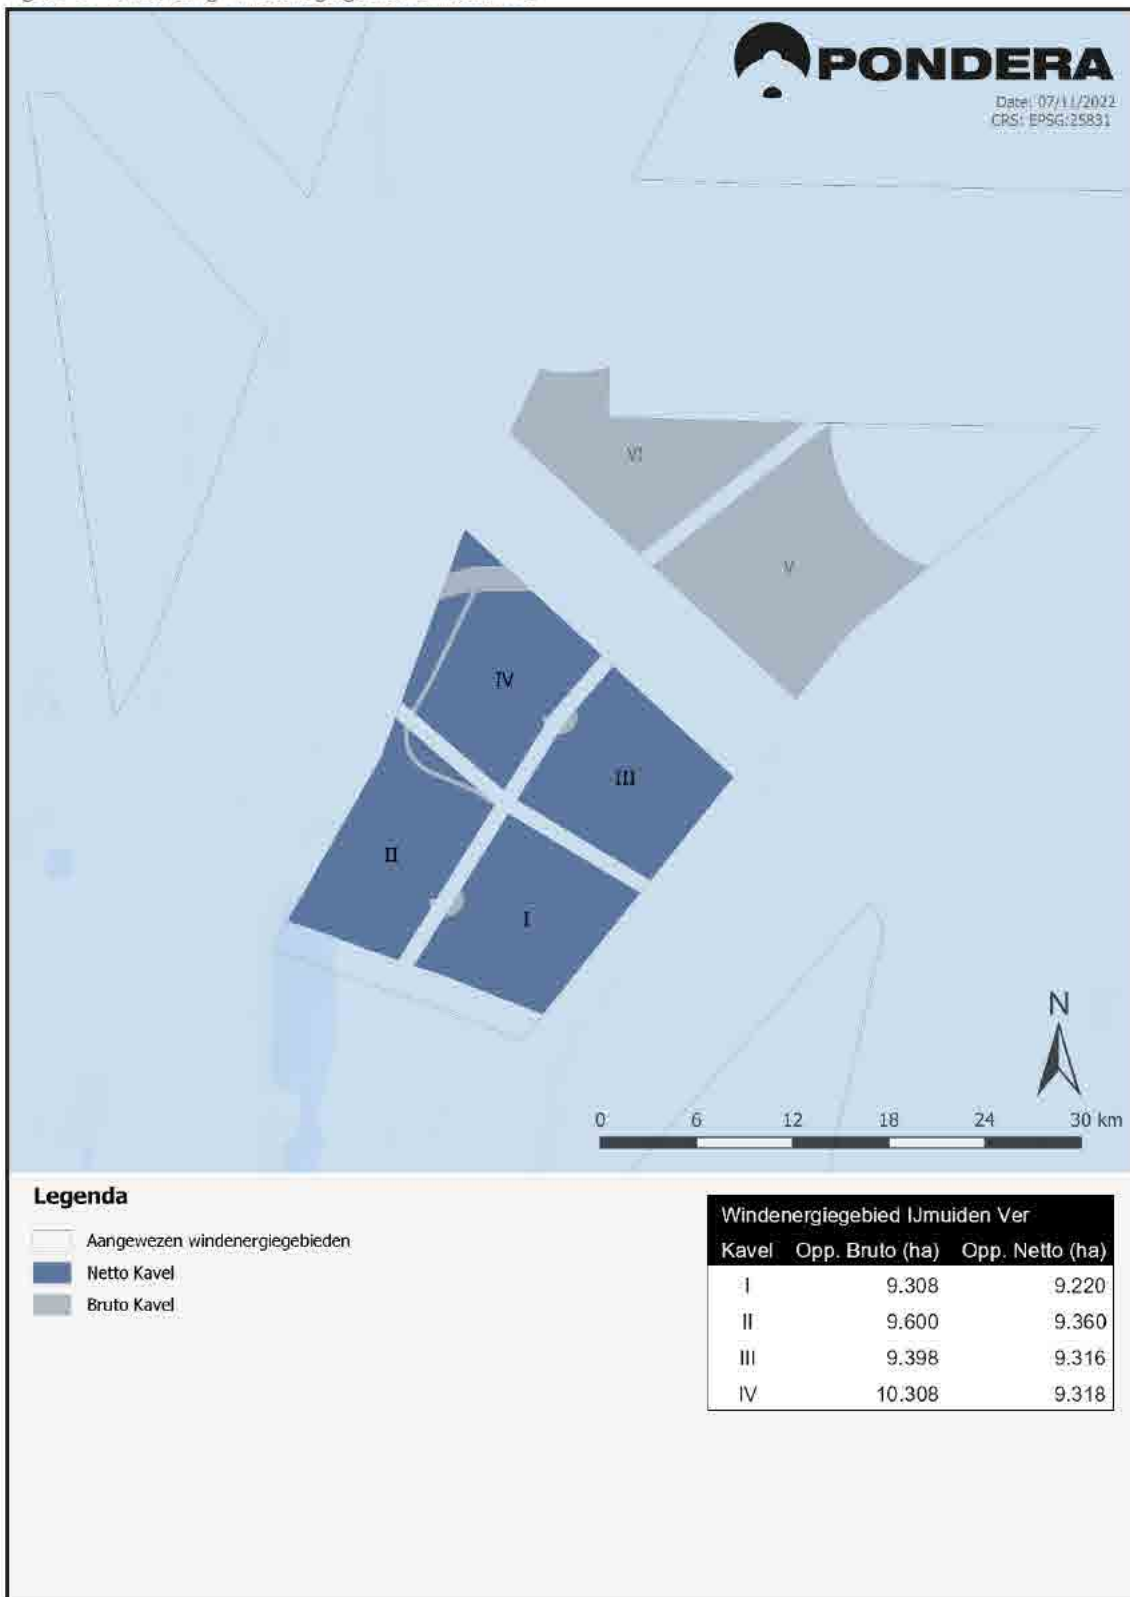 PONDERA
Date: 07/11/2022
CRS: EPSG:25831
VI
V
IV
III
II
I
N
0 6 12 18 24 30 km
Legenda
Aangewezen windenergiegebieden
Netto Kavel
Bruto Kavel
Windenergiegebied IJmuiden Ver
Kavel Opp. Bruto (ha) Opp. Netto (ha)
I 9.308 9.220
II 9.600 9.360
III 9.398 9.316
IV 10.308 9.318